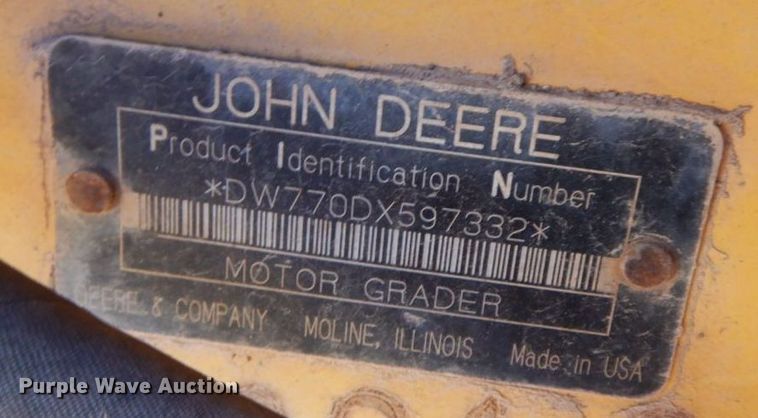 JOHN DEERE
Product Identification Number
*DW770DX597332*
MOTOR GRADER
DEERE & COMPANY MOLINE, ILLINOIS Made in USA
Purple Wave Auction